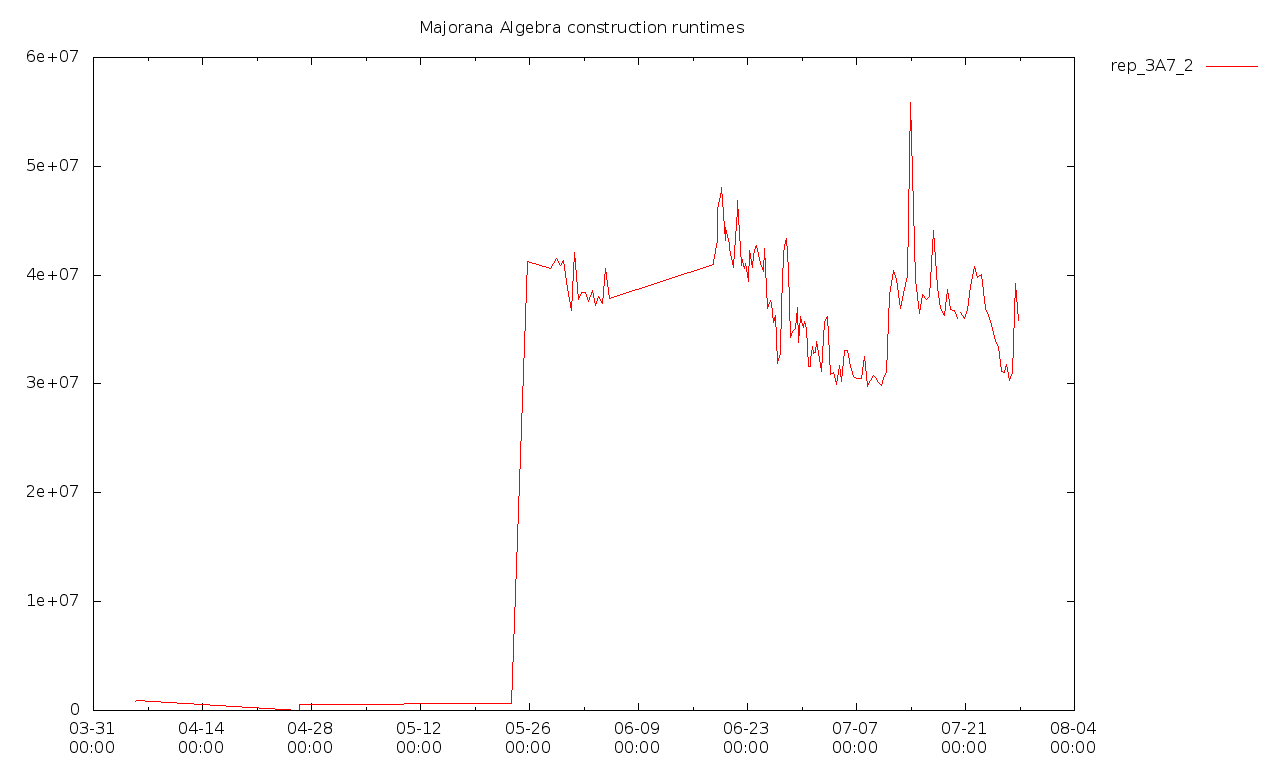 Majorana Algebra construction runtimes
rep_3A7_2
6e+07
5e+07
4e+07
3e+07
2e+07
1e+07
0
03-31 04-14 04-28 05-12 05-26 06-09 06-23 07-07 07-21 08-04
00:00 00:00 00:00 00:00 00:00 00:00 00:00 00:00 00:00 00:00